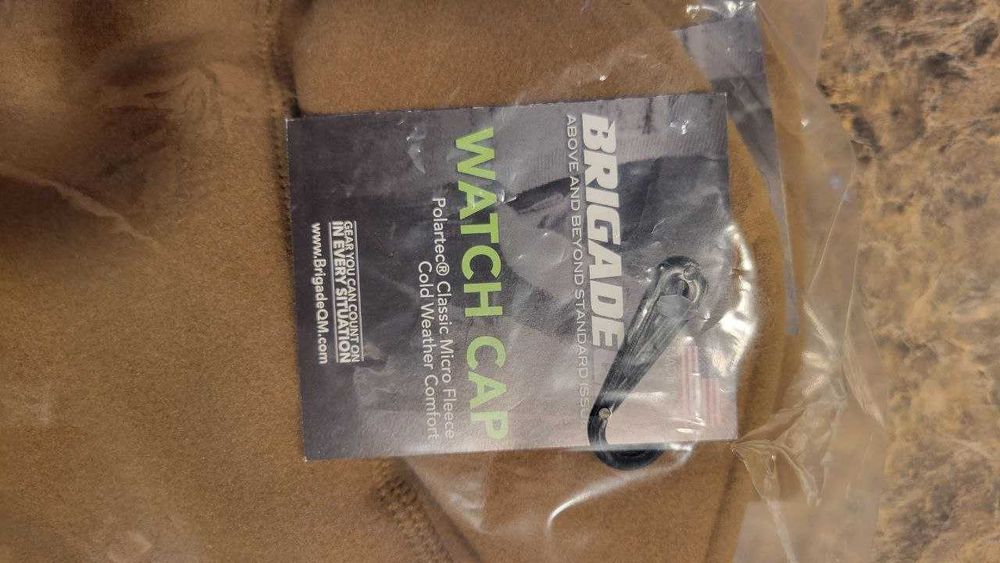 BRIGADE
ABOVE AND BEYOND STANDARD ISSU
WATCH CAP
Polartec® Classic Micro Fleece
Cold Weather Comfort
GEAR YOU CAN COUNT ON
IN EVERY SITUATION
www.BrigadeQM.com